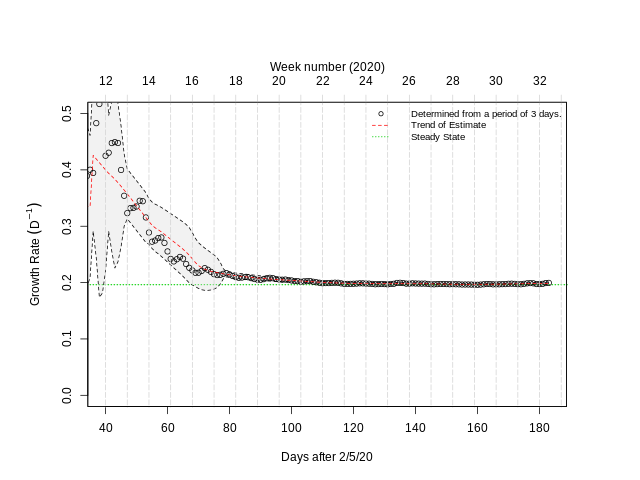 Week number (2020)
12 14 16 18 20 22 24 26 28 30 32
Determined from a period of 3 days.
Trend of Estimate
Steady State
0.5
0.4
0.3
0.2
0.1
0.0
Growth Rate (D⁻¹)
40 60 80 100 120 140 160 180
Days after 2/5/20